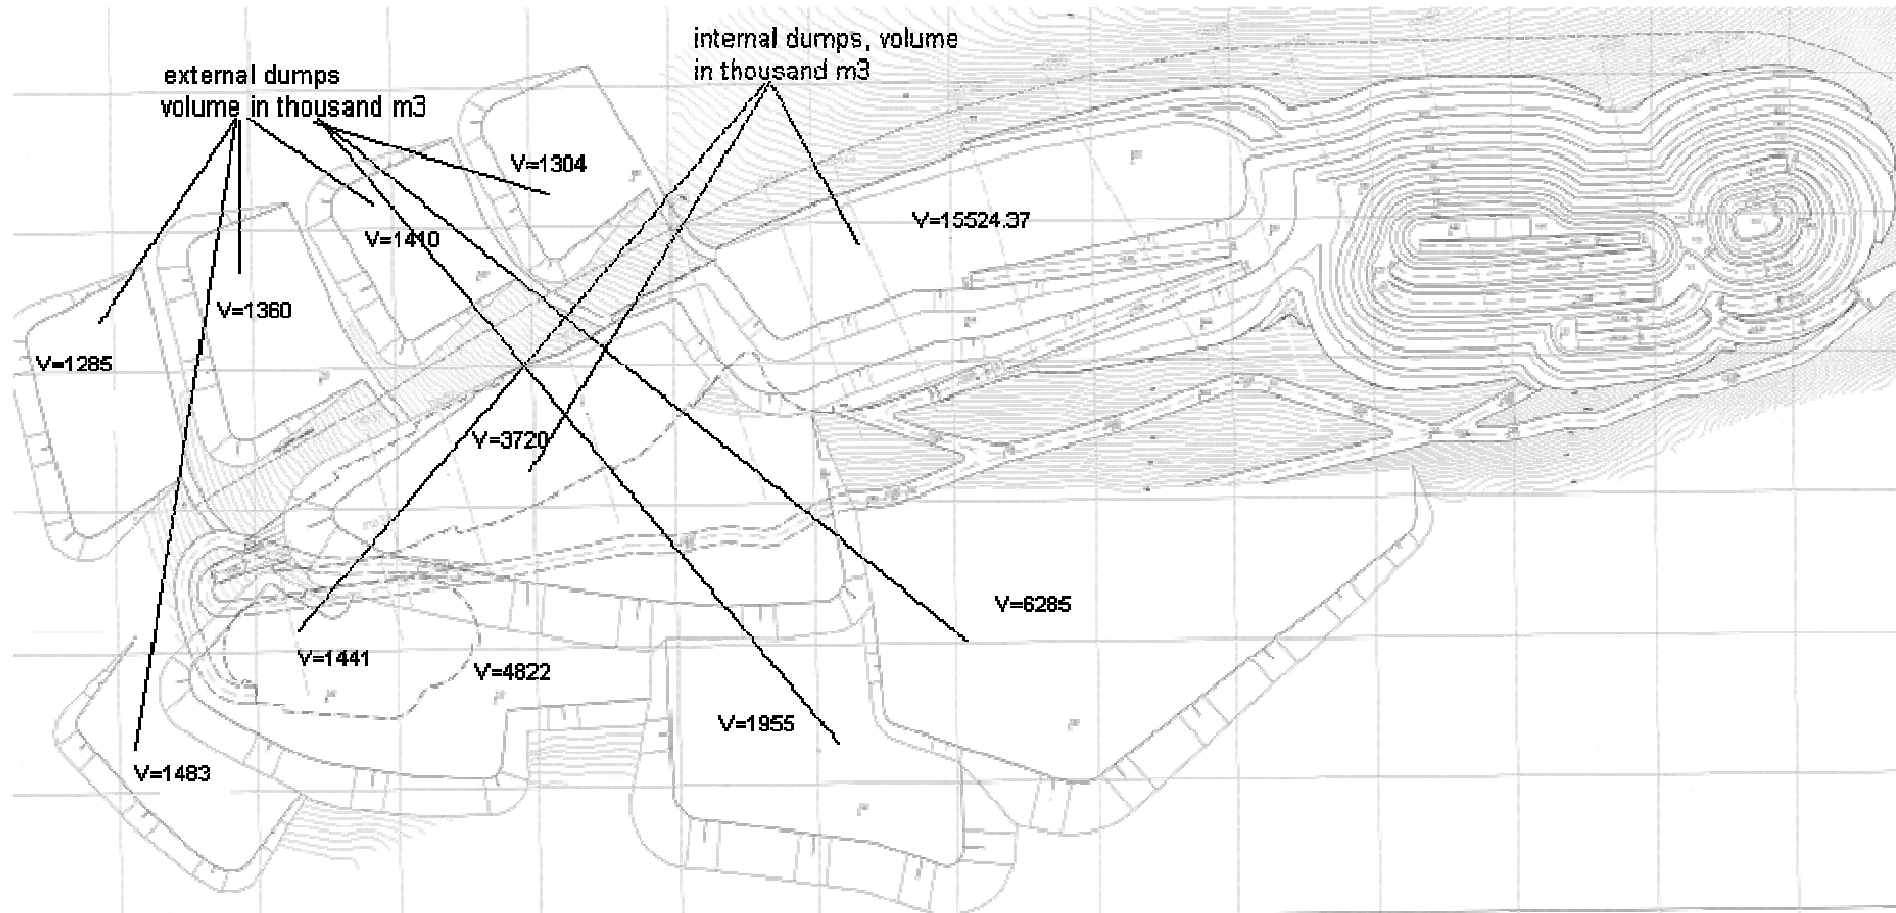 internal dumps, volume
in thousand m3
external dumps
volume in thousand m3
V=1304
V=15524.37
V=1410
V=1360
V=1285
V=3720
V=6285
V=1441
V=4822
V=1955
V=1483